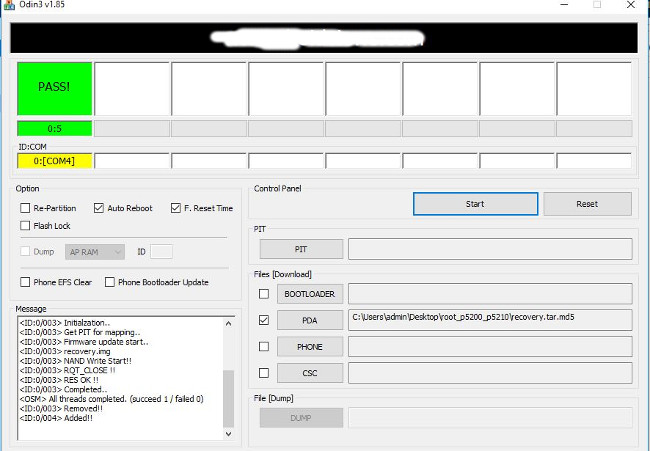 Odin3 v1.85
PASS!
0:5
ID:COM
0:[COM4]
Option
Re-Partition Auto Reboot F. Reset Time
Flash Lock
Dump AP RAM ID
Phone EFS Clear Phone Bootloader Update
Message
<ID:0/003> Initialzation..
<ID:0/003> Get PIT for mapping..
<ID:0/003> Firmware update start..
<ID:0/003> recovery.img
<ID:0/003> NAND Write Start!!
<ID:0/003> RQT_CLOSE !!
<ID:0/003> RES OK !!
<ID:0/003> Completed..
<OSM> All threads completed. (succeed 1 / failed 0)
<ID:0/003> Removed!!
<ID:0/004> Added!!
Control Panel
Start Reset
PIT
PIT
Files [Download]
BOOTLOADER
PDA C:\Users\admin\Desktop\root_p5200_p5210\recovery.tar.md5
PHONE
CSC
File [Dump]
DUMP